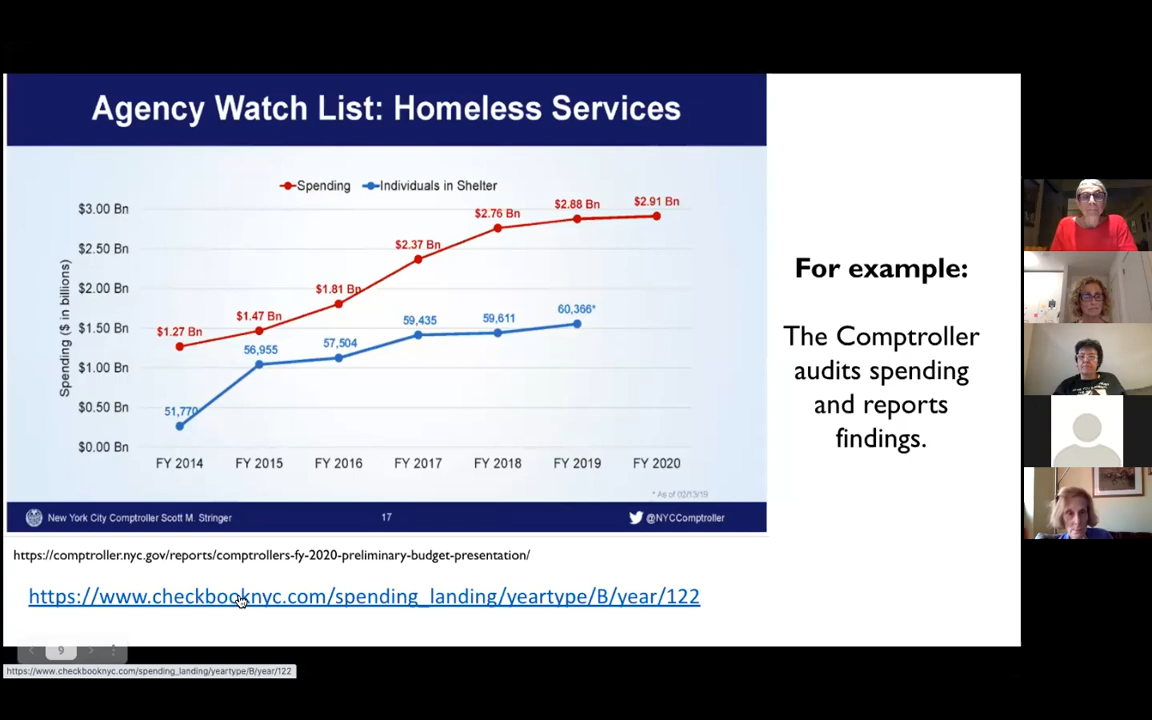 Agency Watch List: Homeless Services
Spending
Individuals in Shelter
Spending ($ in billions)
$3.00 Bn
$2.50 Bn
$2.00 Bn
$1.50 Bn
$1.00 Bn
$0.50 Bn
$0.00 Bn
$1.27 Bn
$1.47 Bn
$1.81 Bn
$2.37 Bn
$2.76 Bn
$2.88 Bn
$2.91 Bn
51,770
56,955
57,504
59,435
59,611
60,366*
FY 2014
FY 2015
FY 2016
FY 2017
FY 2018
FY 2019
FY 2020
* As of 02/13/19
New York City Comptroller Scott M. Stringer
17
@NYCComptroller
For example:
The Comptroller
audits spending
and reports
findings.
https://comptroller.nyc.gov/reports/comptrollers-fy-2020-preliminary-budget-presentation/
https://www.checkbooknyc.com/spending_landing/yeartype/B/year/122
9
https://www.checkbooknyc.com/spending_landing/yeartype/B/year/122